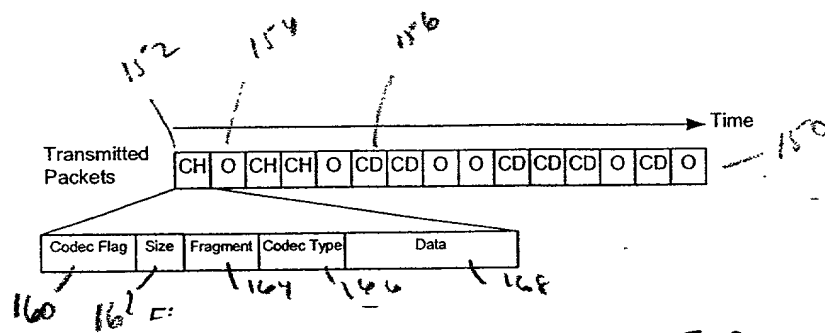 152 154 156
Time
Transmitted Packets
CH O CH CH O CD CD O O CD CD CD O CD O
150
Codec Flag Size Fragment Codec Type Data
160 162 164 166 168